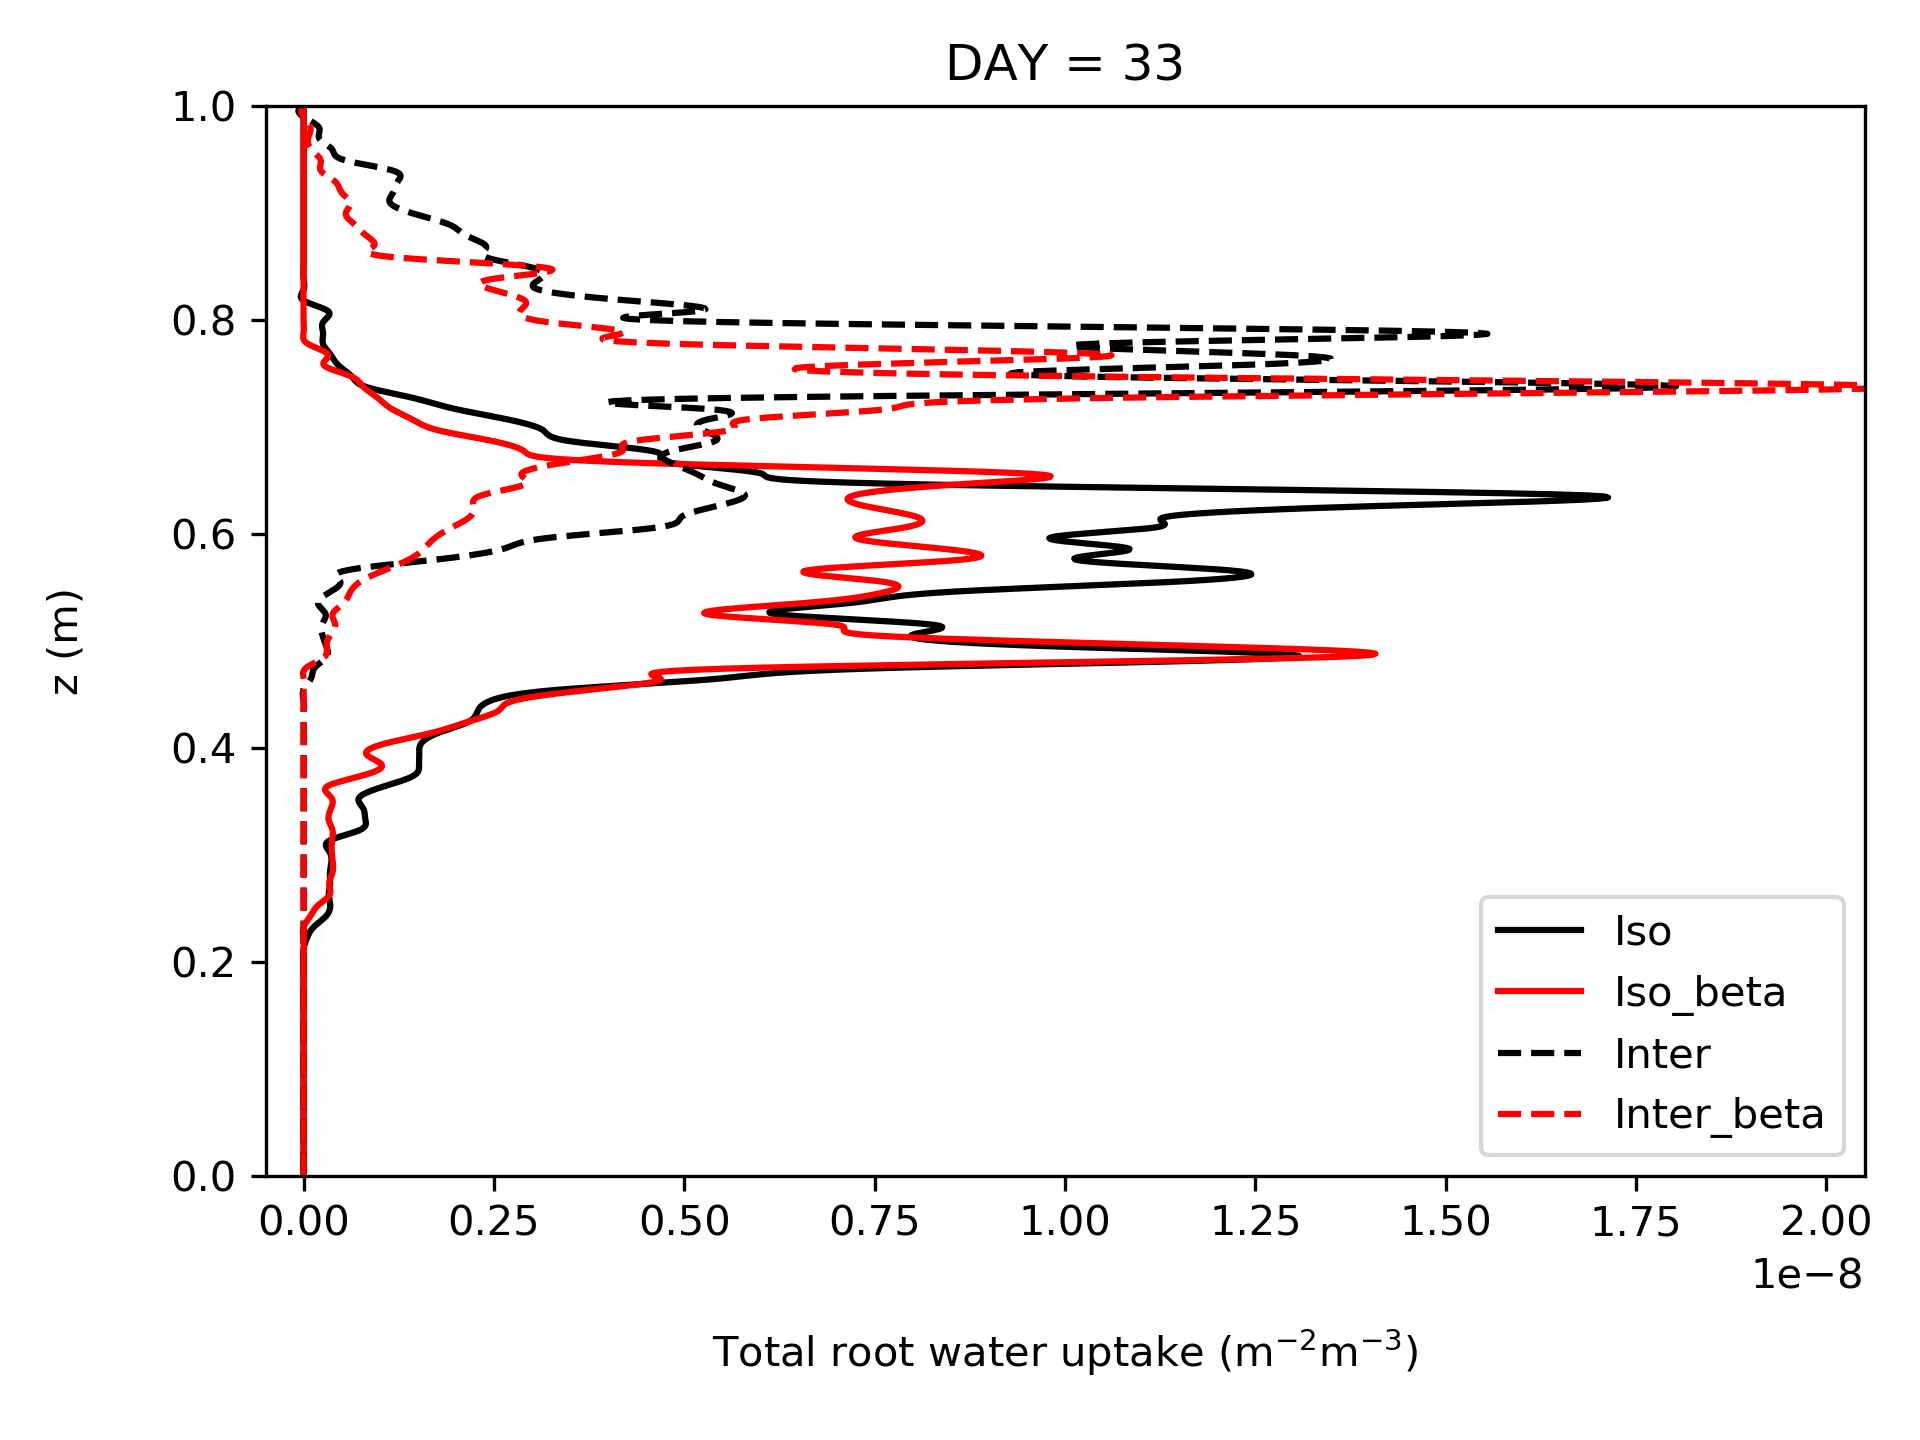 DAY = 33
1.0
0.8
0.6
0.4
0.2
0.0
z (m)
0.00 0.25 0.50 0.75 1.00 1.25 1.50 1.75 2.00
1e−8
Total root water uptake (m⁻²m⁻³)
Iso
Iso_beta
Inter
Inter_beta